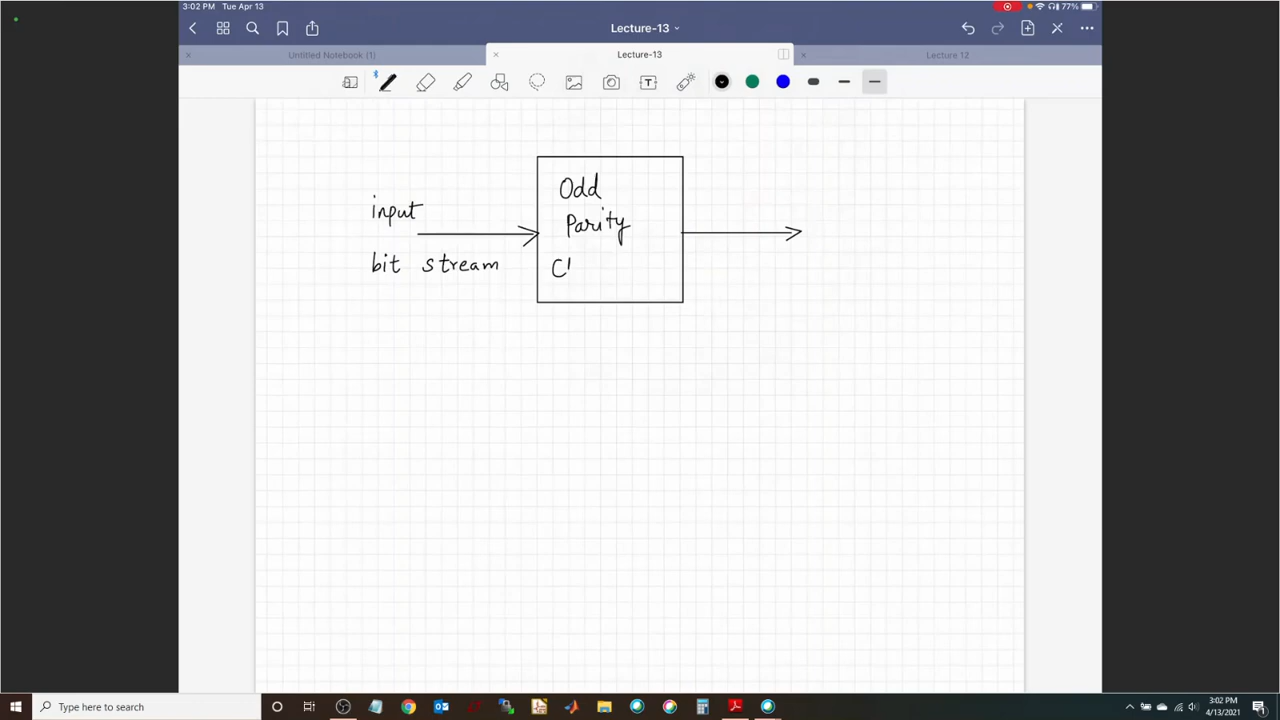 3:02 PM Tue Apr 13
77%
Lecture-13
Untitled Notebook (1)
Lecture-13
Lecture 12
T
input
bit stream
Odd
Parity
C
Type here to search
3:02 PM
4/13/2021